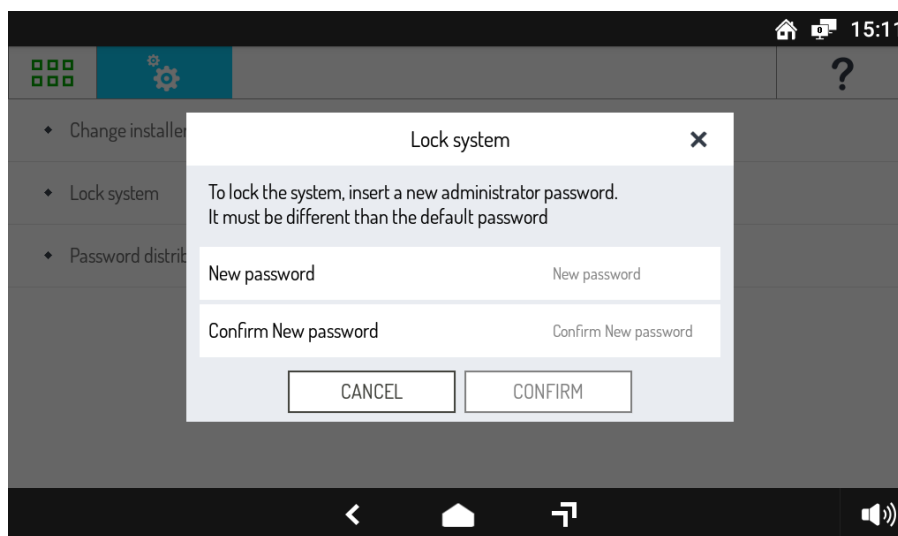 15:11
?
Change installer
Lock system
Password distrib
Lock system
To lock the system, insert a new administrator password.
It must be different than the default password
New password New password
Confirm New password Confirm New password
CANCEL CONFIRM